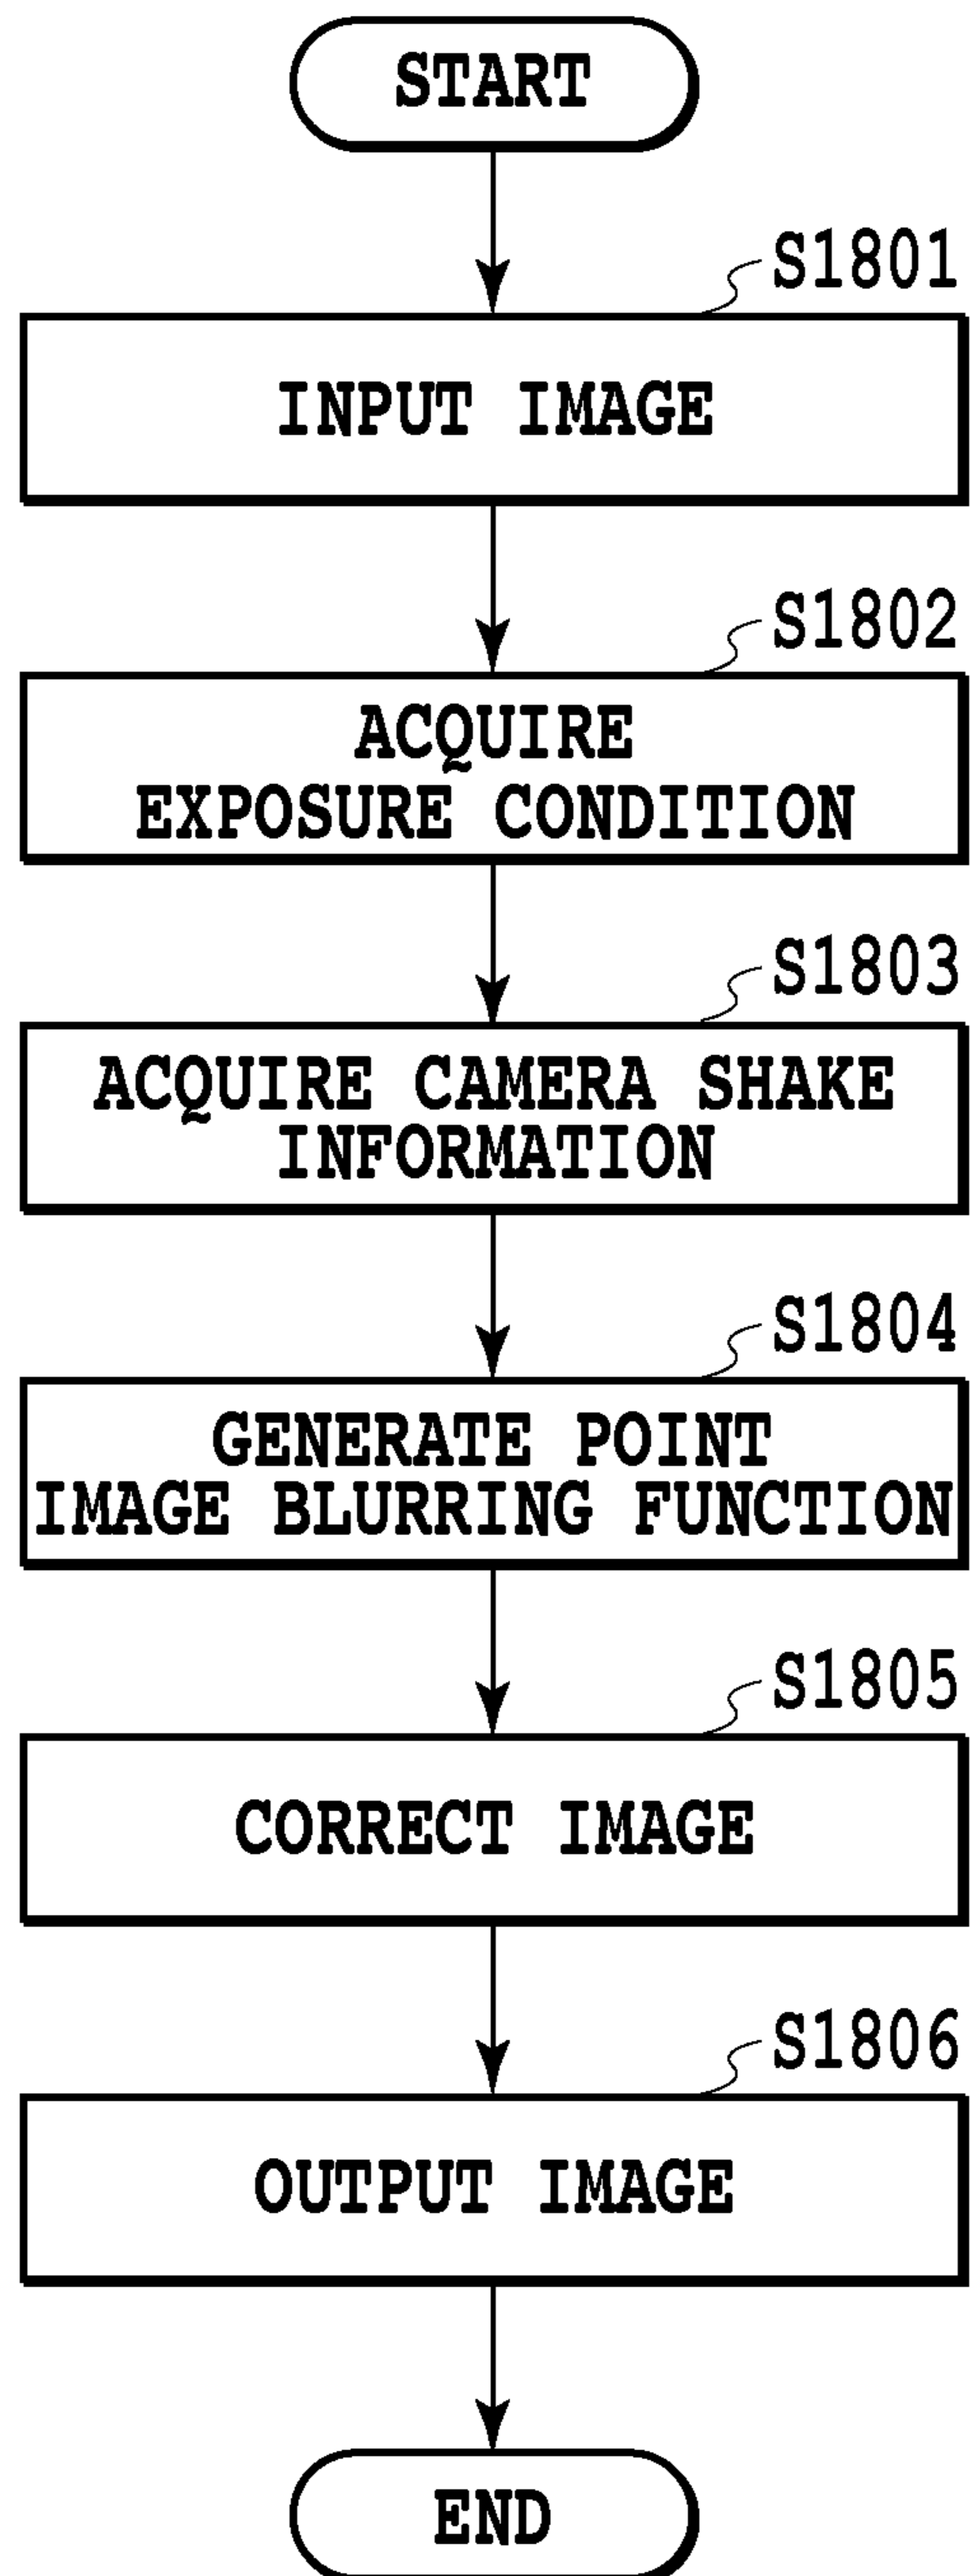 START
S1801
INPUT IMAGE
S1802
ACQUIRE
EXPOSURE CONDITION
S1803
ACQUIRE CAMERA SHAKE
INFORMATION
S1804
GENERATE POINT
IMAGE BLURRING FUNCTION
S1805
CORRECT IMAGE
S1806
OUTPUT IMAGE
END